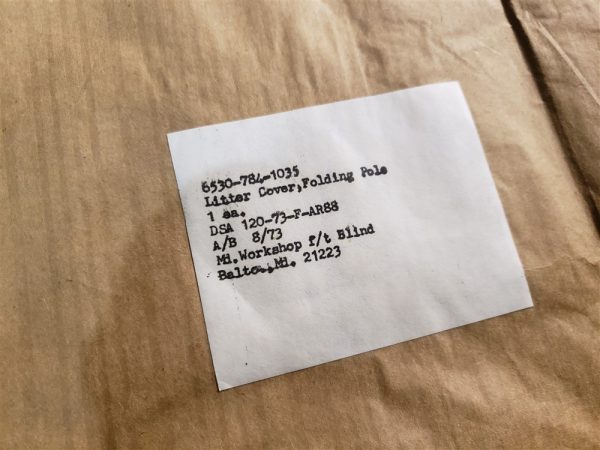 6530-784-1035
Litter Cover,Folding Pole
1 ea.
DSA 120-73-F-AR88
A/B 8/73
Md.Workshop f/t Blind
Balto.,Md. 21223